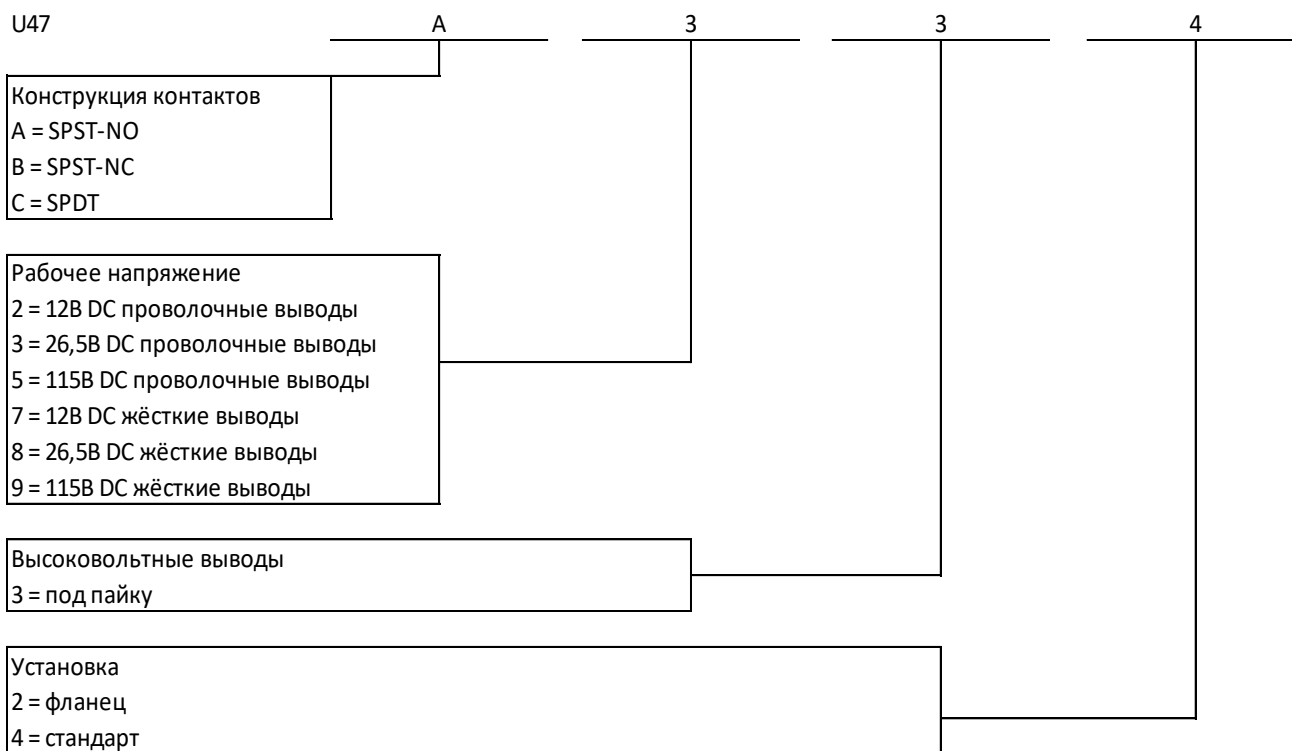 U47 A 3 3 4
Конструкция контактов
A = SPST-NO
B = SPST-NC
C = SPDT
Рабочее напряжение
2 = 12В DC проволочные выводы
3 = 26,5В DC проволочные выводы
5 = 115В DC проволочные выводы
7 = 12В DC жёсткие выводы
8 = 26,5В DC жёсткие выводы
9 = 115В DC жёсткие выводы
Высоковольтные выводы
3 = под пайку
Установка
2 = фланец
4 = стандарт